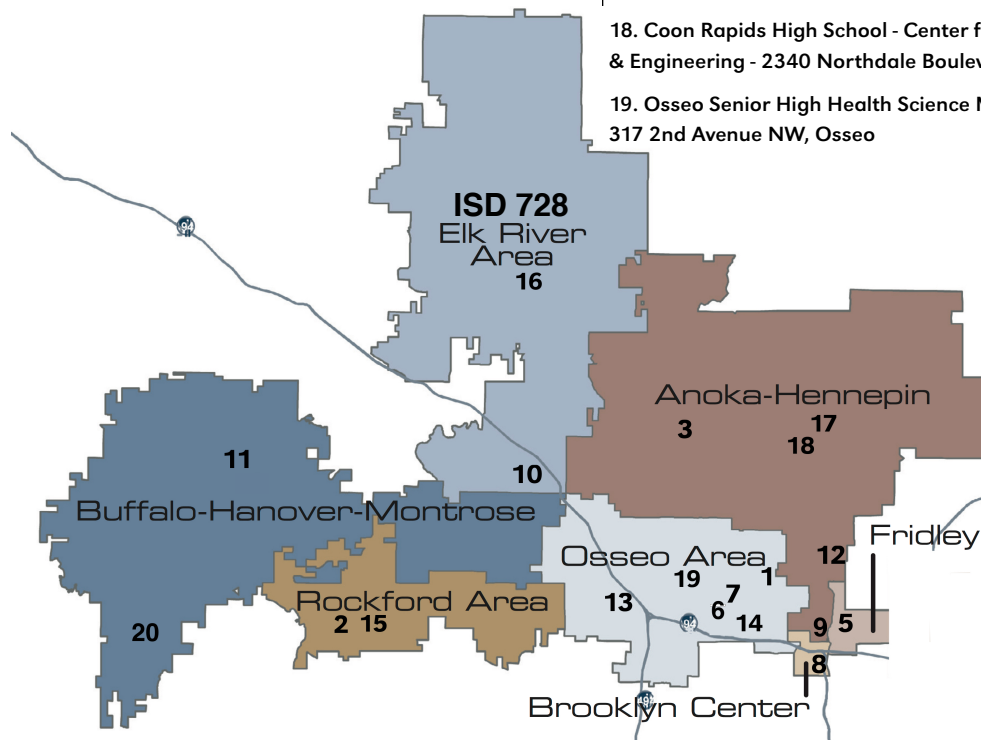 18. Coon Rapids High School - Center f
& Engineering - 2340 Northdale Boulev
19. Osseo Senior High Health Science
317 2nd Avenue NW, Osseo
94
ISD 728
Elk River
Area
16
Anoka-Hennepin
3
17
18
11
10
Buffalo-Hanover-Montrose
Fridley
Osseo Area
12
19
1
13
7
6
14
94
Rockford Area
2
15
20
9
5
8
Brooklyn Center